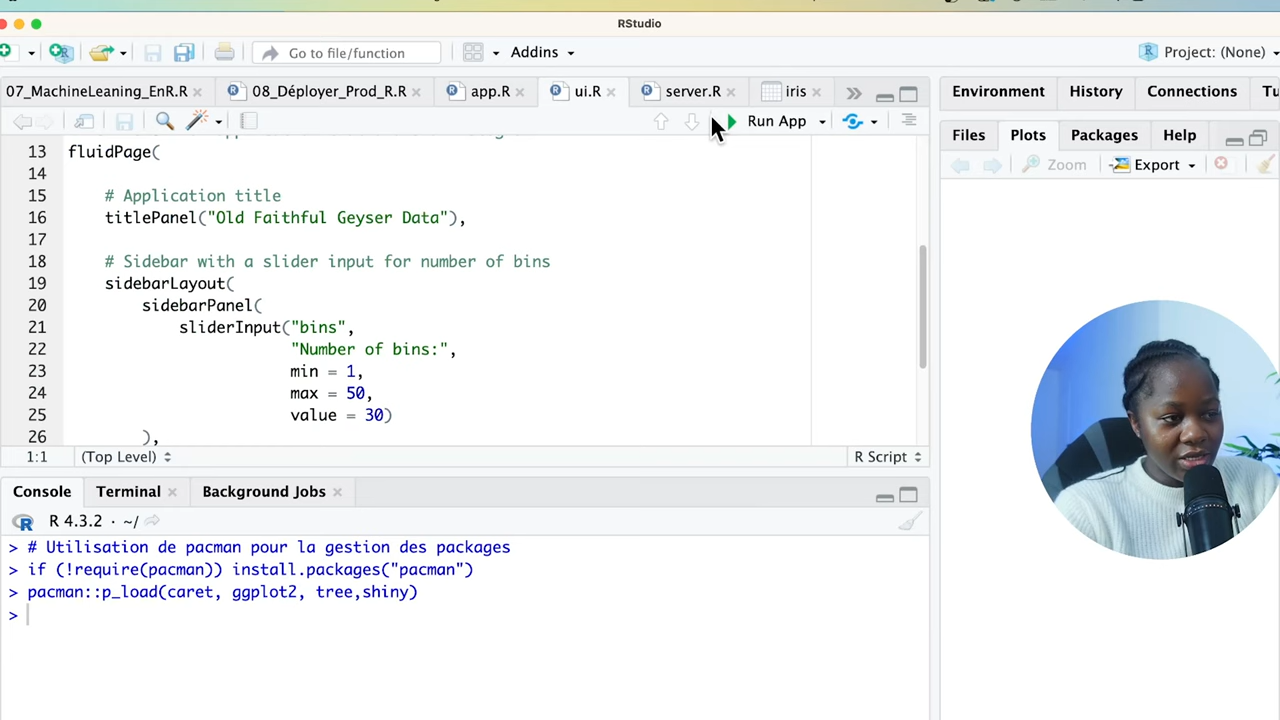 RStudio
Go to file/function
Addins
Project: (None)
07_MachineLeaning_EnR.R
08_Déployer_Prod_R.R
app.R
ui.R
server.R
iris
Run App
13 fluidPage(
14
15 # Application title
16 titlePanel("Old Faithful Geyser Data"),
17
18 # Sidebar with a slider input for number of bins
19 sidebarLayout(
20 sidebarPanel(
21 sliderInput("bins",
22 "Number of bins:",
23 min = 1,
24 max = 50,
25 value = 30)
26 ),
1:1 (Top Level) R Script
Console Terminal Background Jobs
R 4.3.2 · ~/
> # Utilisation de pacman pour la gestion des packages
> if (!require(pacman)) install.packages("pacman")
> pacman::p_load(caret, ggplot2, tree,shiny)
>
Environment History Connections Tu
Files Plots Packages Help
Zoom Export